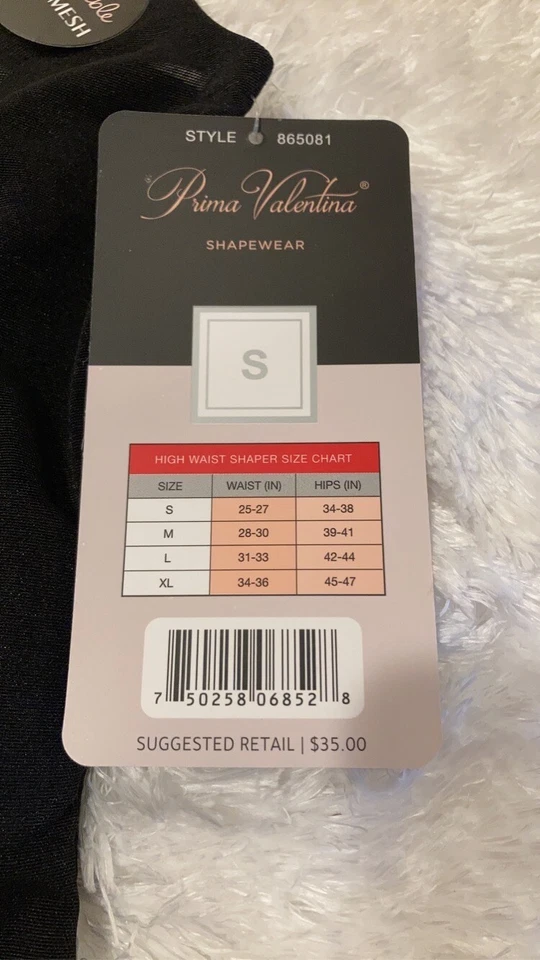 MESH
STYLE 865081
Prima Valentina®
SHAPEWEAR
S
HIGH WAIST SHAPER SIZE CHART
SIZE WAIST (IN) HIPS (IN)
S 25-27 34-38
M 28-30 39-41
L 31-33 42-44
XL 34-36 45-47
7 50258 06852 8
SUGGESTED RETAIL | $35.00